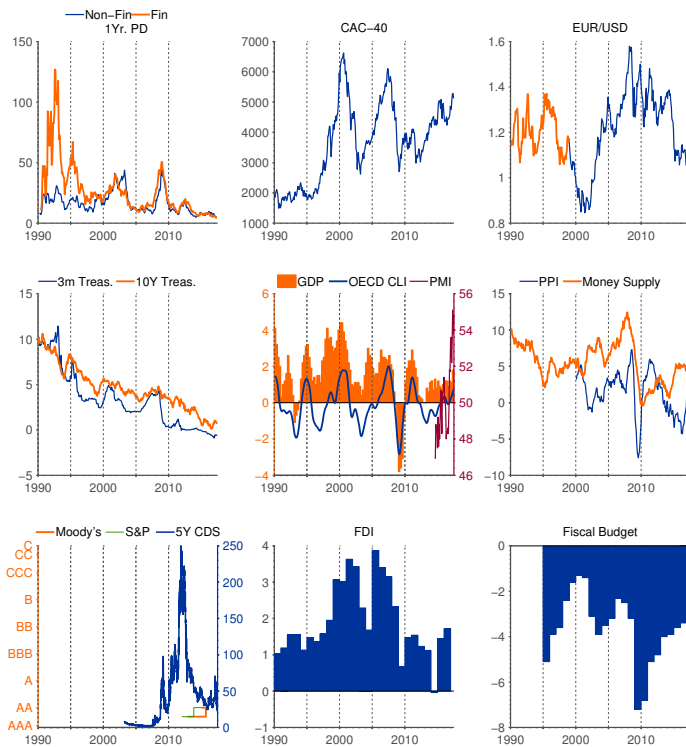 Non-Fin Fin
1Yr. PD
150
100
50
0
1990 2000 2010
CAC-40
7000
6000
5000
4000
3000
2000
1000
1990 2000 2010
EUR/USD
1.6
1.4
1.2
1
0.8
1990 2000 2010
3m Treas. 10Y Treas.
15
10
5
0
−5
1990 2000 2010
GDP OECD CLI PMI
6
4
2
0
−2
−4
56
54
52
50
48
46
1990 2000 2010
PPI Money Supply
15
10
5
0
−5
−10
1990 2000 2010
Moody's S&P 5Y CDS
C
CC
CCC
B
BB
BBB
A
AA
AAA
250
200
150
100
50
0
1990 2000 2010
FDI
4
3
2
1
0
−1
1990 2000 2010
Fiscal Budget
0
−2
−4
−6
−8
1990 2000 2010